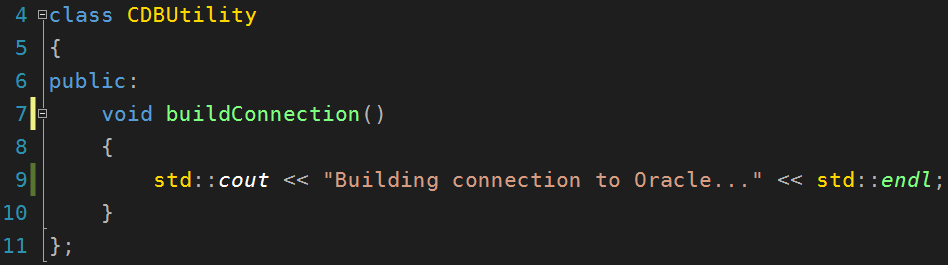 4 class CDBUtility
5 {
6 public:
7     void buildConnection()
8     {
9         std::cout << "Building connection to Oracle..." << std::endl;
10     }
11 };